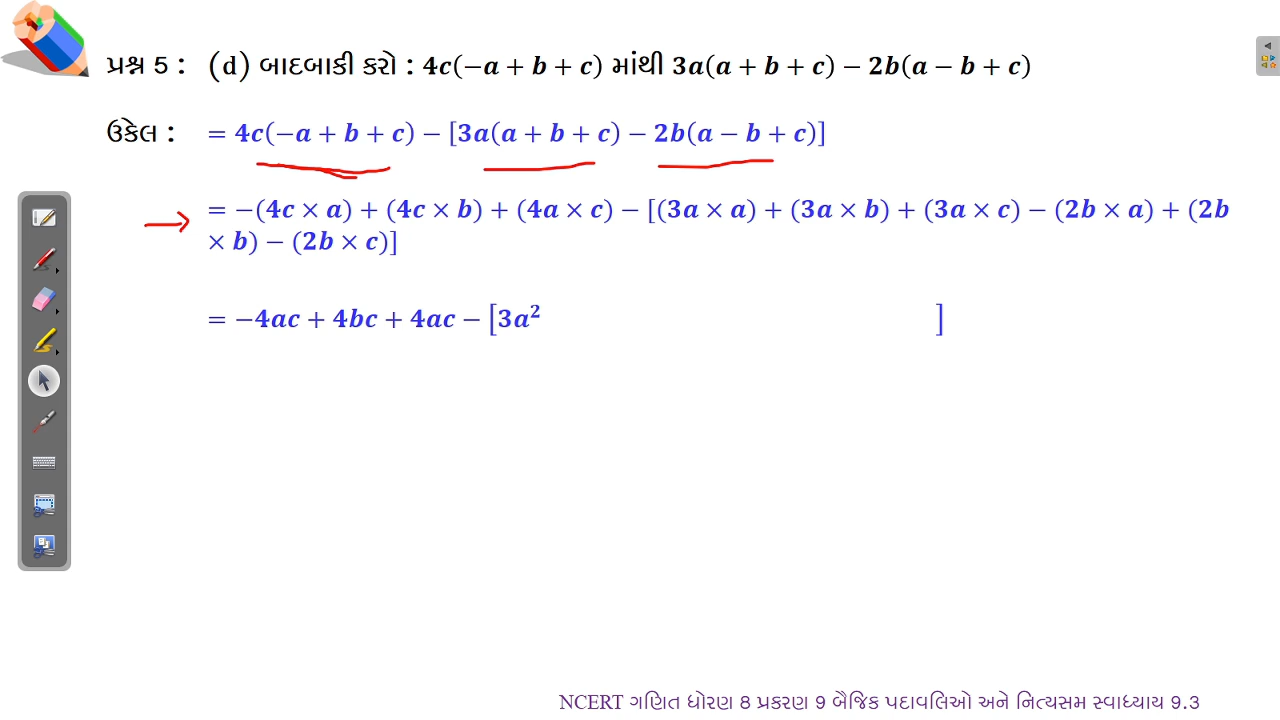 પ્રશ્ન 5 : (d) બાદબાકી કરો : 4c(−a + b + c) માંથી 3a(a + b + c) − 2b(a − b + c)
ઉકેલ : = 4c(−a + b + c) − [3a(a + b + c) − 2b(a − b + c)]
= −(4c × a) + (4c × b) + (4a × c) − [(3a × a) + (3a × b) + (3a × c) − (2b × a) + (2b
× b) − (2b × c)]
= −4ac + 4bc + 4ac − [3a² ]
NCERT ગણિત ધોરણ 8 પ્રકરણ 9 બૈજિક પદાવલિઓ અને નિત્યસમ સ્વાધ્યાય 9.3